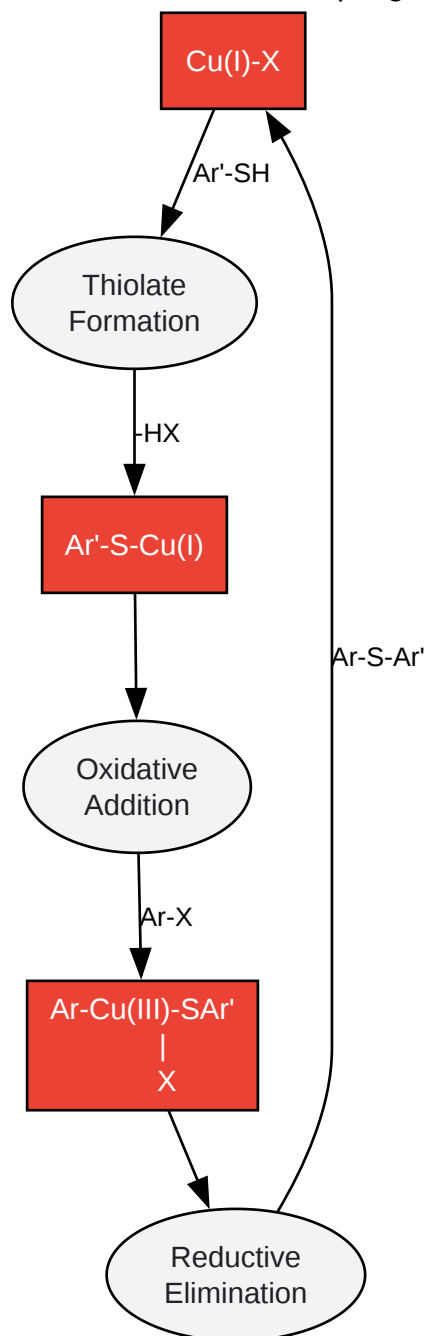 Cu(I)-X
Ar'-SH
Thiolate
Formation
-HX
Ar'-S-Cu(I)
Ar-S-Ar'
Oxidative
Addition
Ar-X
Ar-Cu(III)-SAr'
|
X
Reductive
Elimination